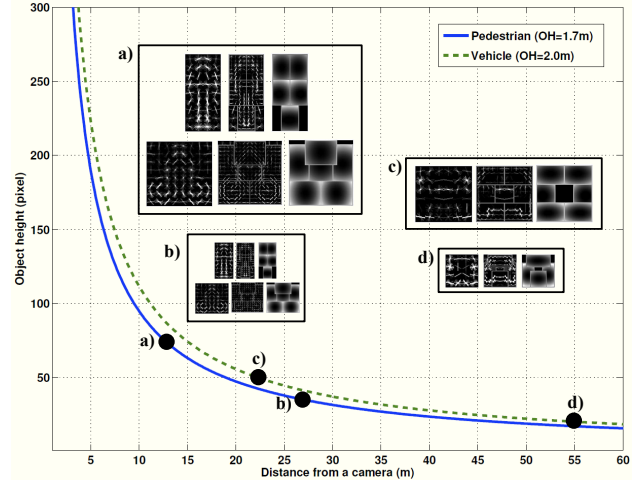 300
250
200
150
100
50
Object height (pixel)
5
10
15
20
25
30
35
40
45
50
55
60
Distance from a camera (m)
Pedestrian (OH=1.7m)
Vehicle (OH=2.0m)
a)
b)
c)
d)
a)
c)
b)
d)